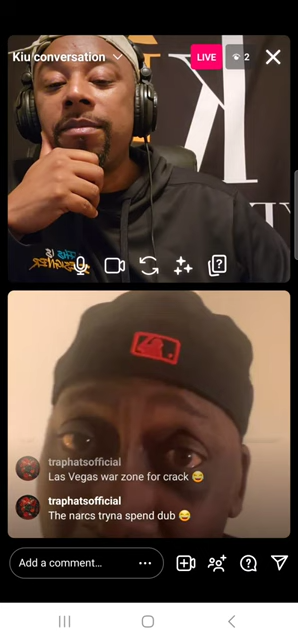 Kiu conversation
LIVE
2
traphatsofficial
Las Vegas war zone for crack 😂
traphatsofficial
The narcs tryna spend dub 😅
Add a comment...